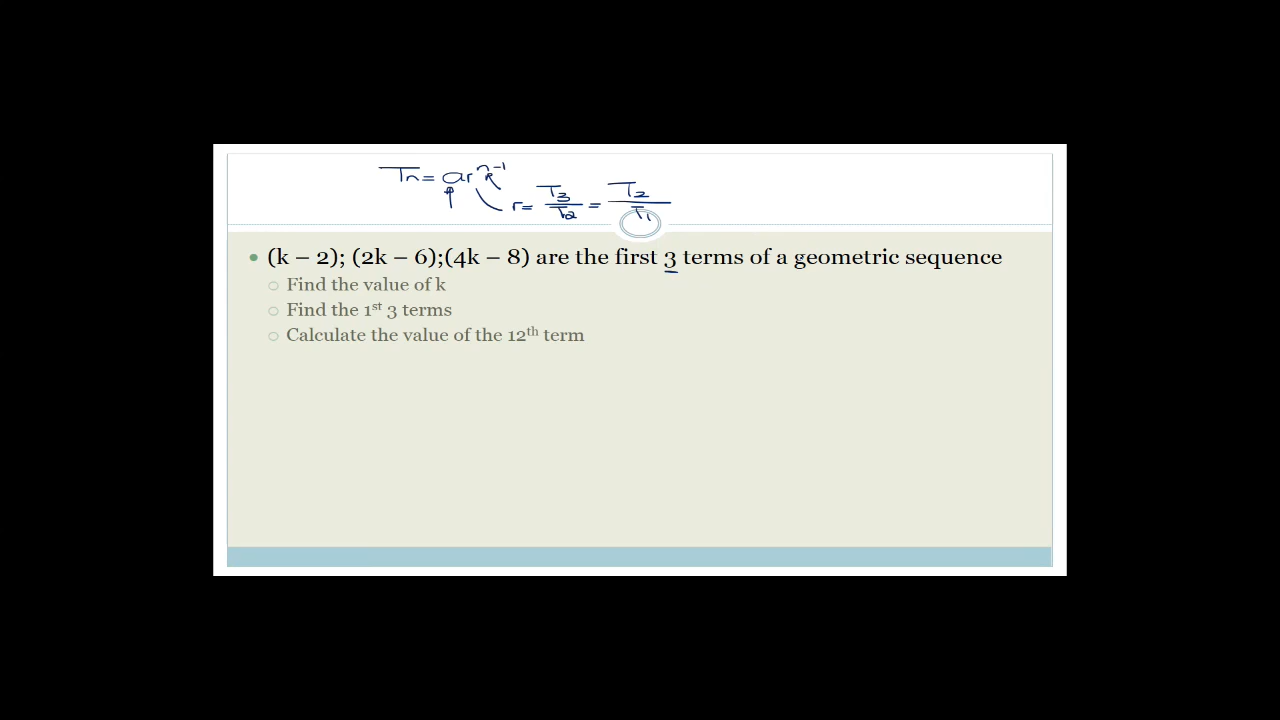 Tn = ar^{n-1}
r = T3/T2 = T2/T1
• (k – 2); (2k – 6);(4k – 8) are the first 3 terms of a geometric sequence
○ Find the value of k
○ Find the 1st 3 terms
○ Calculate the value of the 12th term